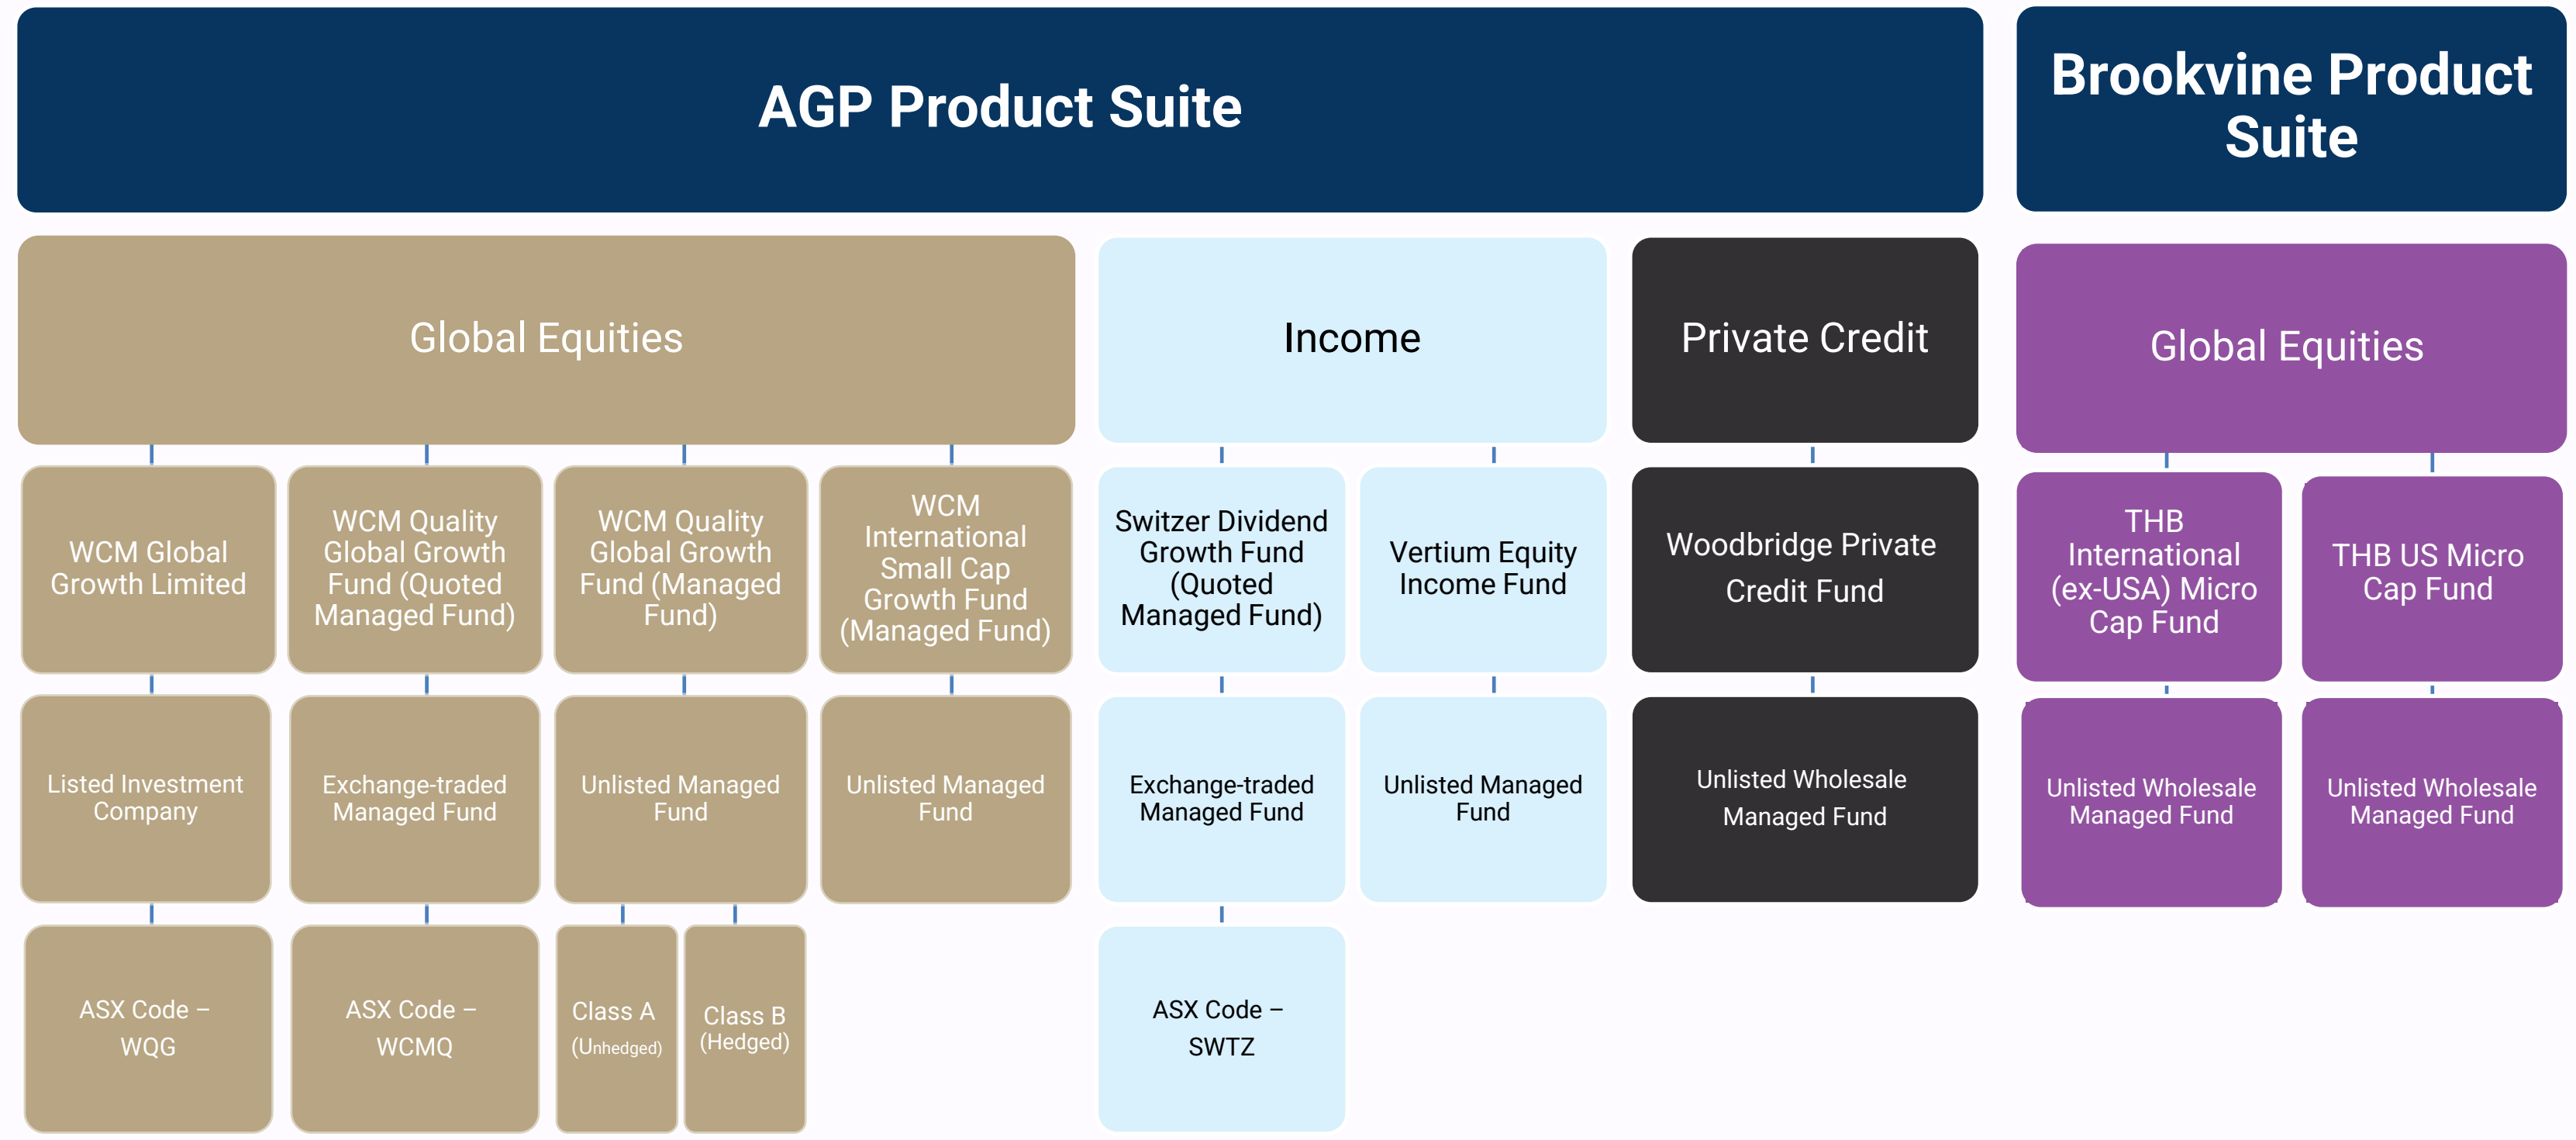 AGP Product Suite
Brookvine Product
Suite
Global Equities
Income
Private Credit
Global Equities
WCM Global
Growth Limited
WCM Quality
Global Growth
Fund (Quoted
Managed Fund)
WCM Quality
Global Growth
Fund (Managed
Fund)
WCM
International
Small Cap
Growth Fund
(Managed Fund)
Switzer Dividend
Growth Fund
(Quoted
Managed Fund)
Vertium Equity
Income Fund
Woodbridge Private
Credit Fund
THB
International
(ex-USA) Micro
Cap Fund
THB US Micro
Cap Fund
Listed Investment
Company
Exchange-traded
Managed Fund
Unlisted Managed
Fund
Unlisted Managed
Fund
Exchange-traded
Managed Fund
Unlisted Managed
Fund
Unlisted Wholesale
Managed Fund
Unlisted Wholesale
Managed Fund
Unlisted Wholesale
Managed Fund
ASX Code –
WQG
ASX Code –
WCMQ
Class A
(Unhedged)
Class B
(Hedged)
ASX Code –
SWTZ